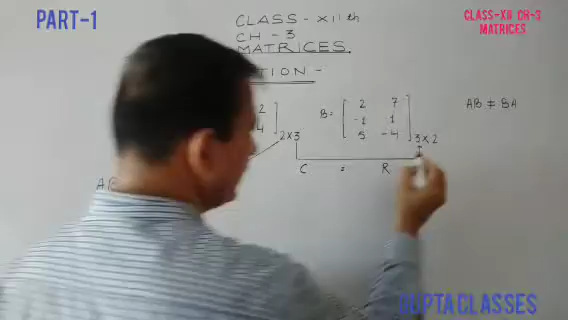 PART-1
CLASS-XII CH-3
MATRICES
CLASS - XII th
CH - 3
MATRICES.
TION -
2
4
2×3
B =
2 7
-1 1
5 -4
3×2
AB ≠ BA
C = R
AB
GUPTA CLASSES